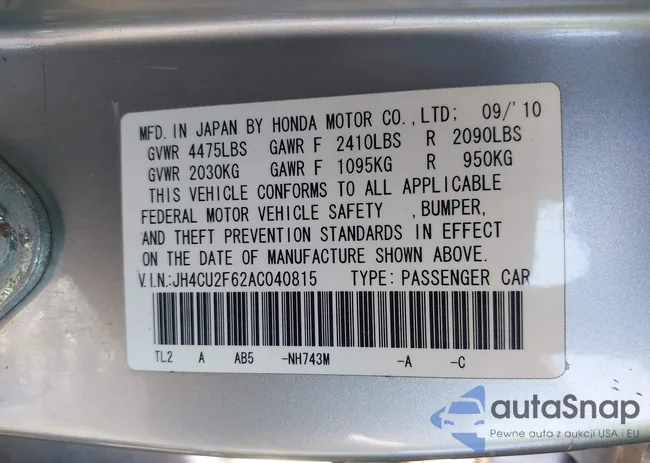 MFD. IN JAPAN BY HONDA MOTOR CO., LTD; 09/'10
GVWR 4475LBS GAWR F 2410LBS R 2090LBS
GVWR 2030KG GAWR F 1095KG R 950KG
THIS VEHICLE CONFORMS TO ALL APPLICABLE
FEDERAL MOTOR VEHICLE SAFETY , BUMPER,
AND THEFT PREVENTION STANDARDS IN EFFECT
ON THE DATE OF MANUFACTURE SHOWN ABOVE.
V.I.N.:JH4CU2F62AC040815 TYPE: PASSENGER CAR
TL2 A AB5 -NH743M -A -C
autoSnap
Pewne auta z aukcji USA i EU